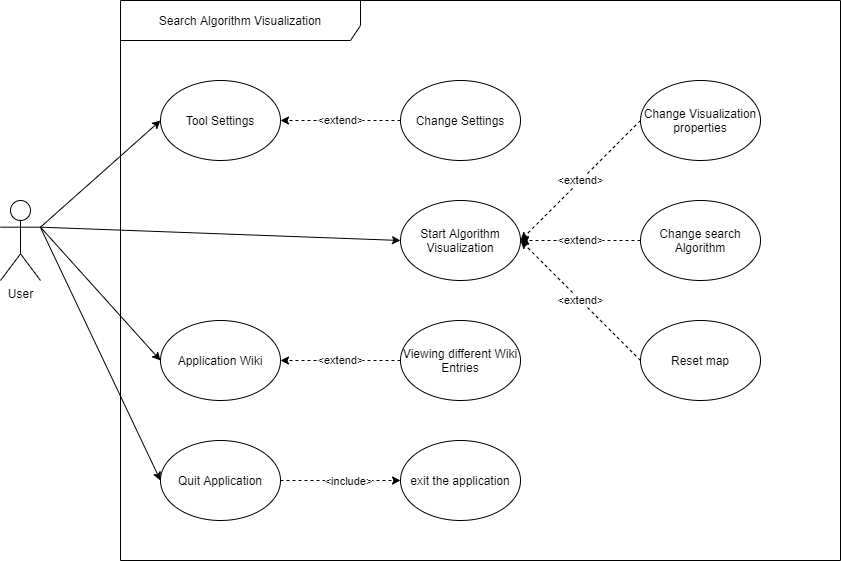 Search Algorithm Visualization
Tool Settings
<extend>
Change Settings
Change Visualization
properties
<extend>
User
Start Algorithm
Visualization
<extend>
Change search
Algorithm
<extend>
Application Wiki
<extend>
Viewing different Wiki
Entries
Reset map
Quit Application
<include>
exit the application